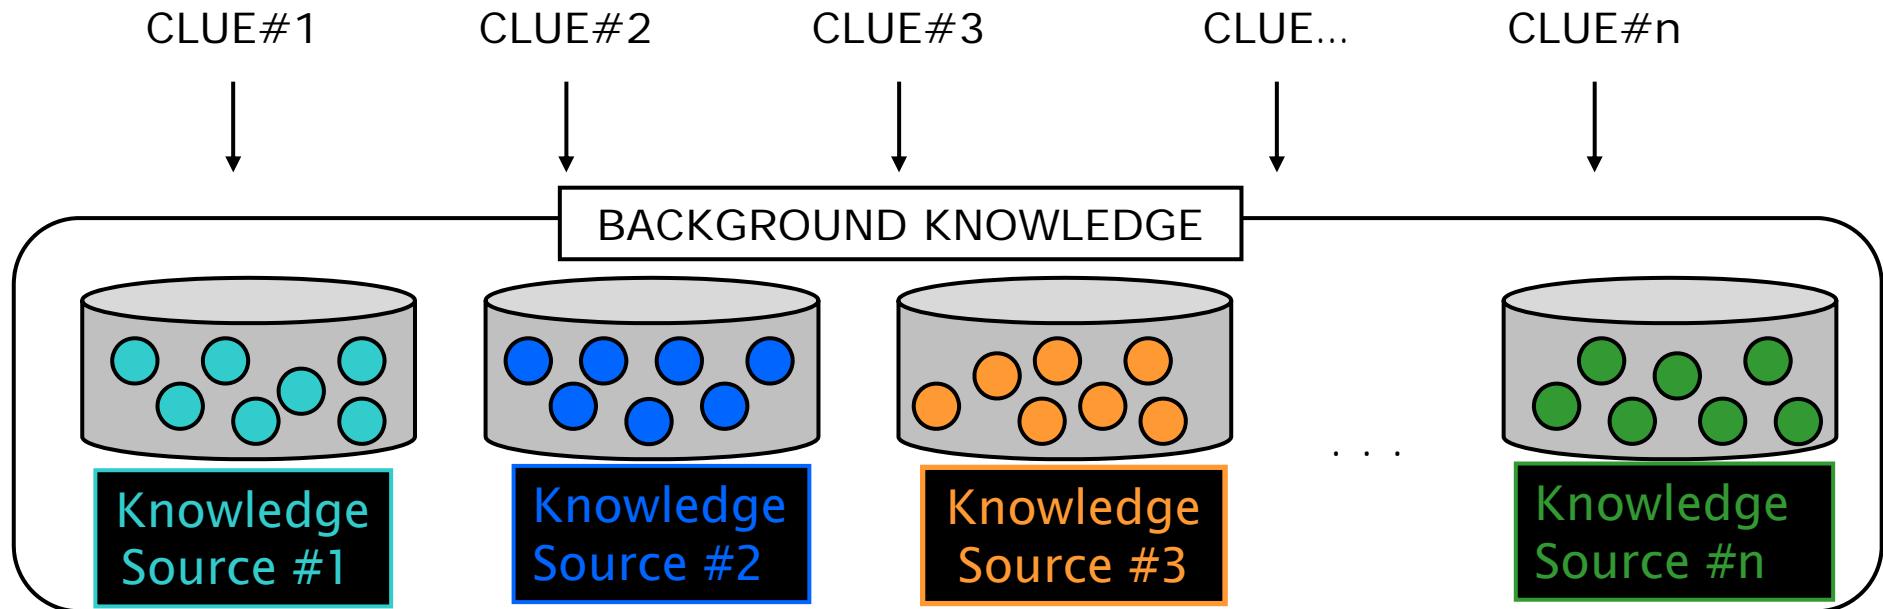 CLUE#1 CLUE#2 CLUE#3 CLUE... CLUE#n
BACKGROUND KNOWLEDGE
. . .
Knowledge
Source #1
Knowledge
Source #2
Knowledge
Source #3
Knowledge
Source #n